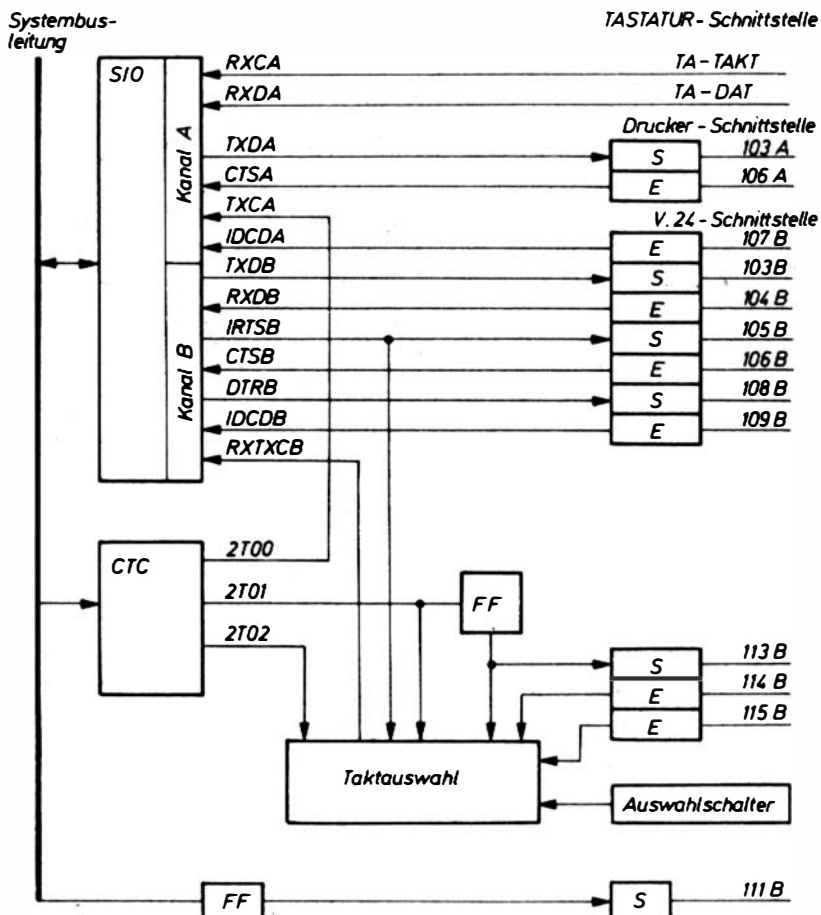 Systembus-
leitung
TASTATUR-Schnittstelle
SIO
Kanal A
Kanal B
RXCA
TA-TAKT
RXDA
TA-DAT
Drucker-Schnittstelle
TXDA
S
103 A
CTSA
E
106 A
TXCA
V.24-Schnittstelle
IDCDA
E
107 B
TXDB
S
103 B
RXDB
E
104 B
IRTSB
S
105 B
CTSB
E
106 B
DTRB
S
108 B
IDCDB
E
109 B
RXTXCB
CTC
2T00
2T01
2T02
FF
S
113 B
E
114 B
E
115 B
Taktauswahl
Auswahlschalter
FF
S
111 B